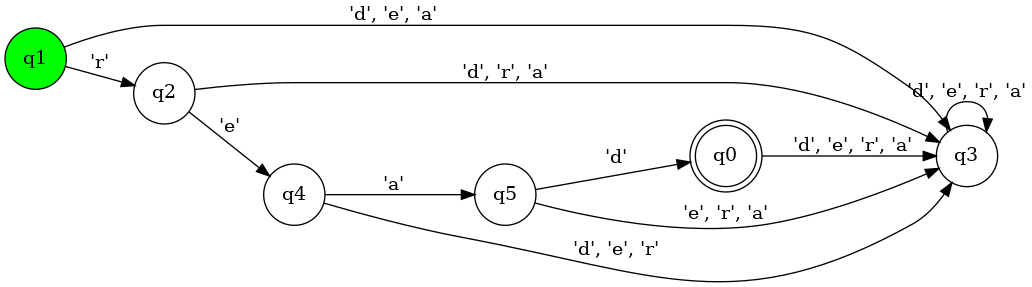 'd', 'e', 'a'
q1
'r'
q2
'd', 'r', 'a'
'd', 'e', 'r', 'a'
'e'
'd'
q0
'd', 'e', 'r', 'a'
q3
q4
'a'
q5
'e', 'r', 'a'
'd', 'e', 'r'